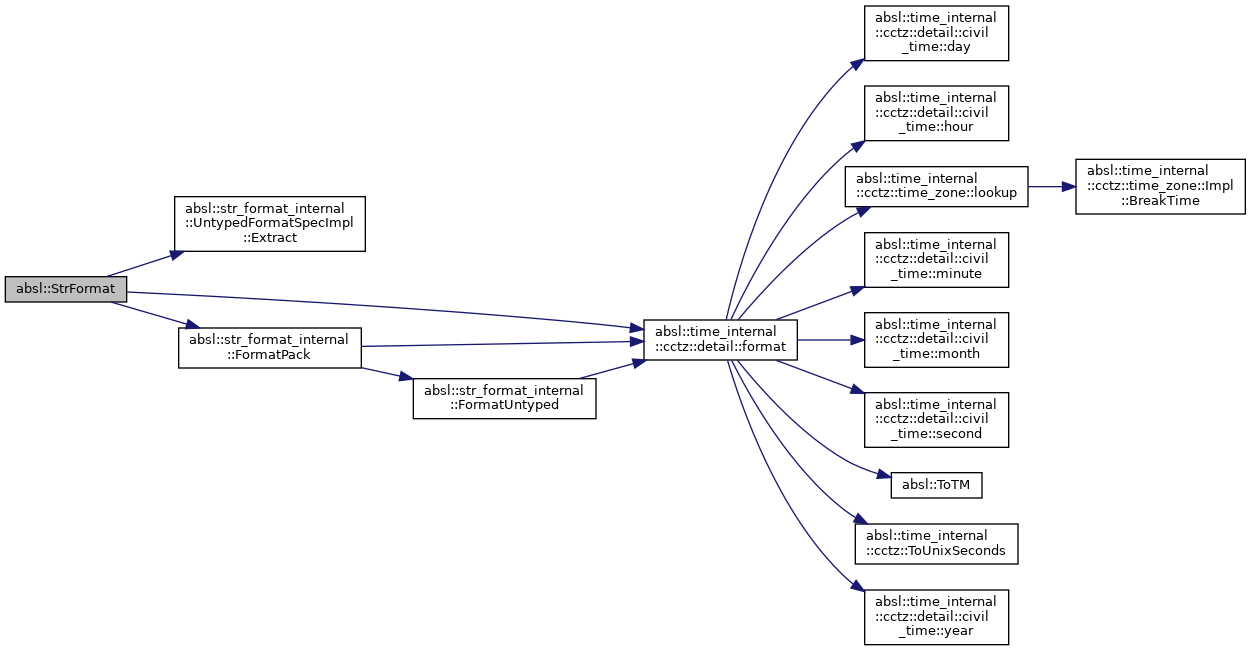 absl::StrFormat
absl::str_format_internal
::UntypedFormatSpecImpl
::Extract
absl::str_format_internal
::FormatPack
absl::str_format_internal
::FormatUntyped
absl::time_internal
::cctz::detail::format
absl::time_internal
::cctz::detail::civil
_time::day
absl::time_internal
::cctz::detail::civil
_time::hour
absl::time_internal
::cctz::time_zone::lookup
absl::time_internal
::cctz::time_zone::Impl
::BreakTime
absl::time_internal
::cctz::detail::civil
_time::minute
absl::time_internal
::cctz::detail::civil
_time::month
absl::time_internal
::cctz::detail::civil
_time::second
absl::ToTM
absl::time_internal
::cctz::ToUnixSeconds
absl::time_internal
::cctz::detail::civil
_time::year